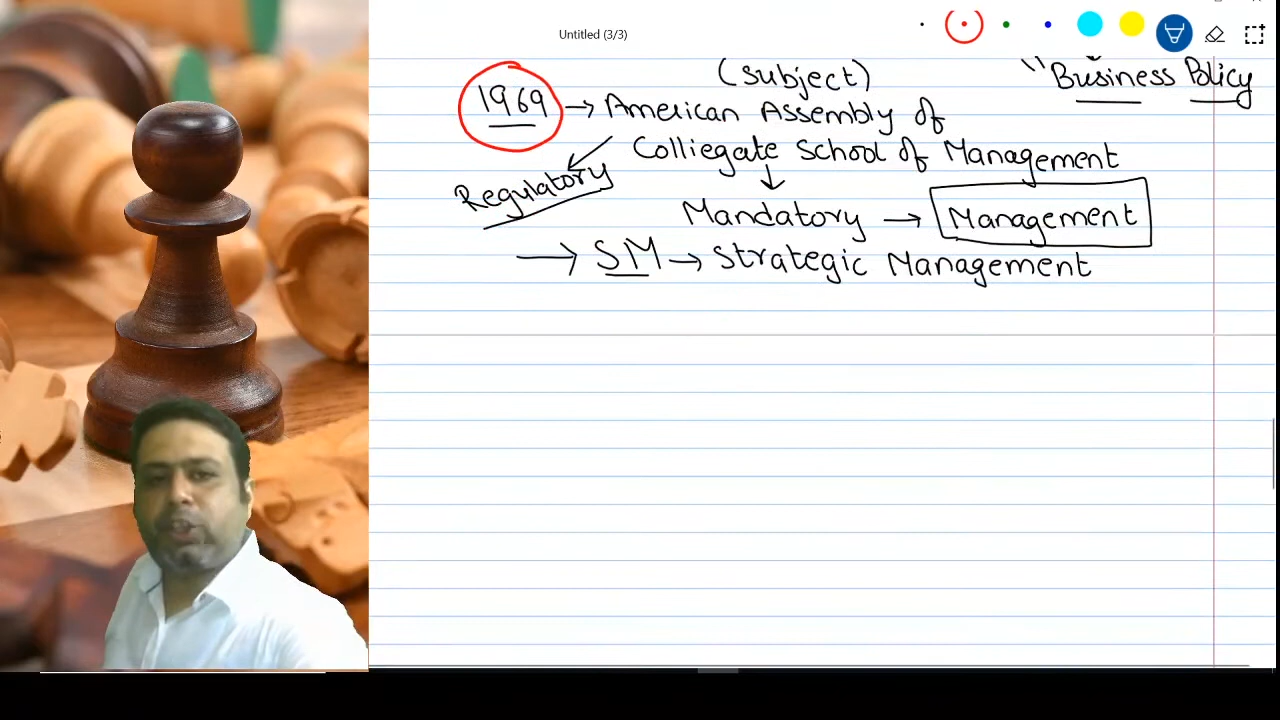 Untitled (3/3)
(Subject)
"Business Policy
1969 → American Assembly of
Colliegate School of Management
Regulatory
Mandatory → Management
→ SM → Strategic Management